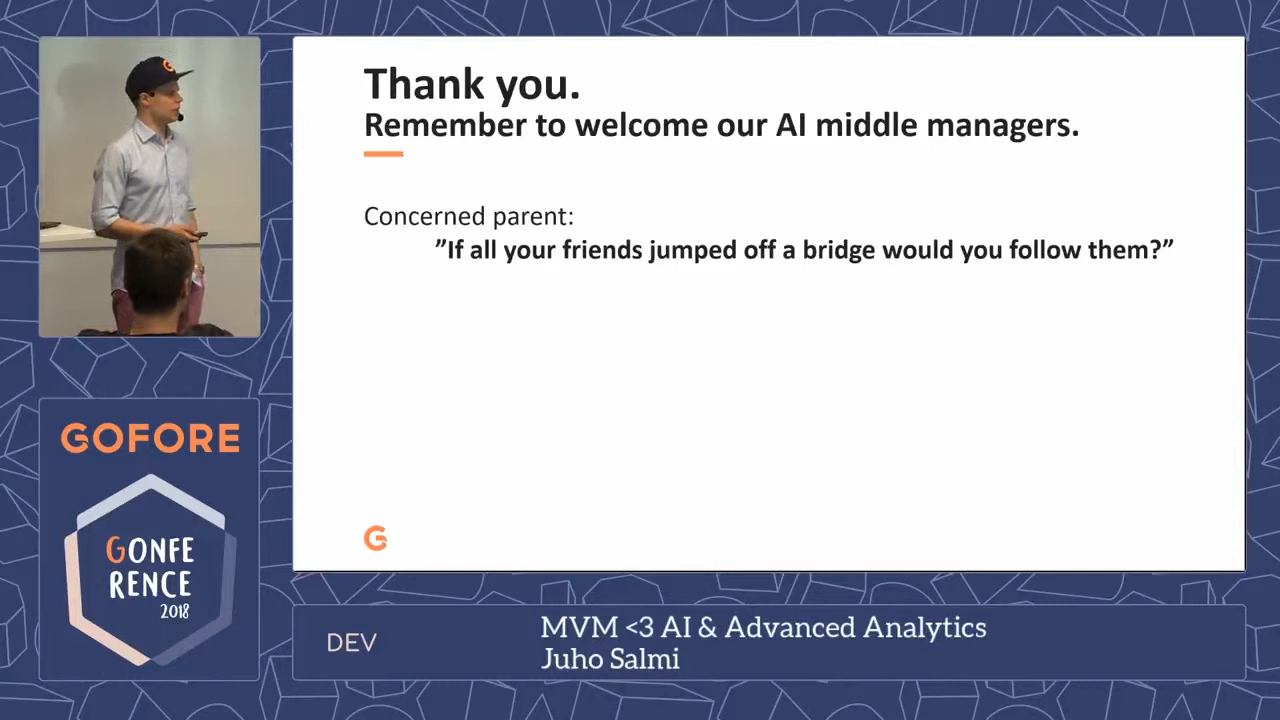 Thank you.
Remember to welcome our AI middle managers.
Concerned parent:
”If all your friends jumped off a bridge would you follow them?”
G
GOFORE
GONFE
RENCE
2018
DEV
MVM <3 AI & Advanced Analytics
Juho Salmi